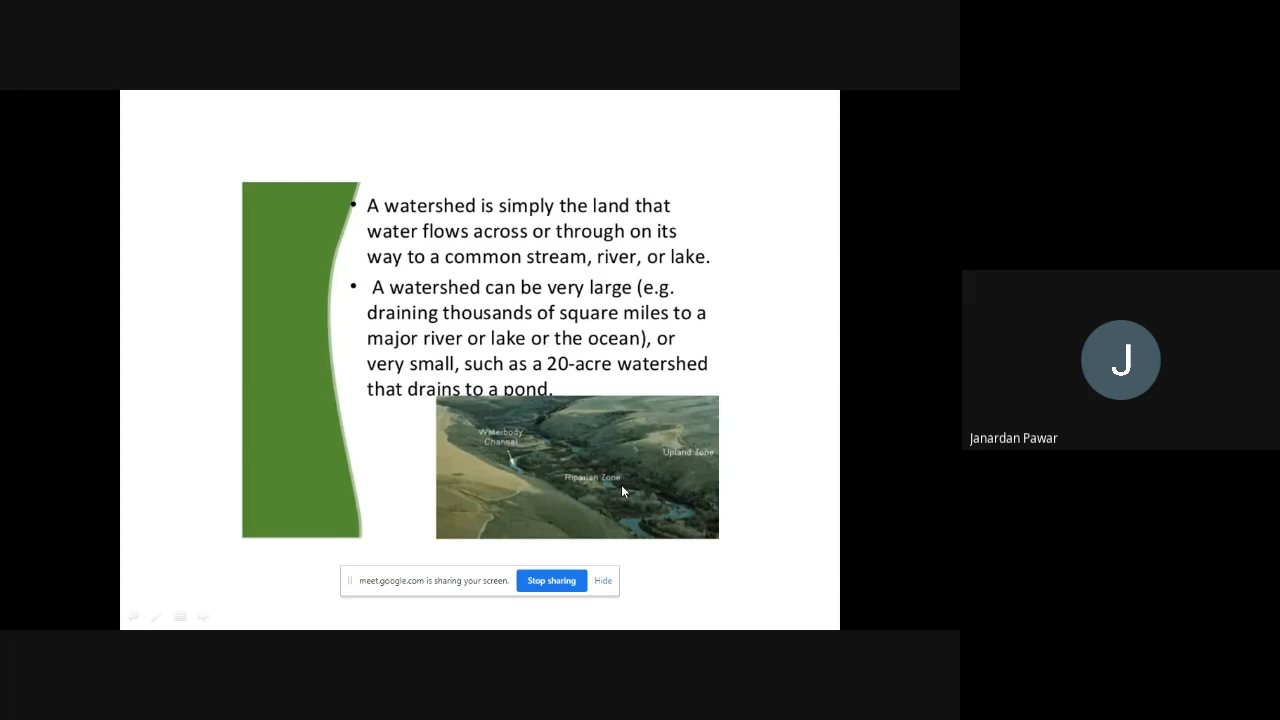 • A watershed is simply the land that
water flows across or through on its
way to a common stream, river, or lake.
• A watershed can be very large (e.g.
draining thousands of square miles to a
major river or lake or the ocean), or
very small, such as a 20-acre watershed
that drains to a pond.
Waterbody
Channel
Upland Zone
Riparian Zone
J
Janardan Pawar
meet.google.com is sharing your screen.
Stop sharing
Hide